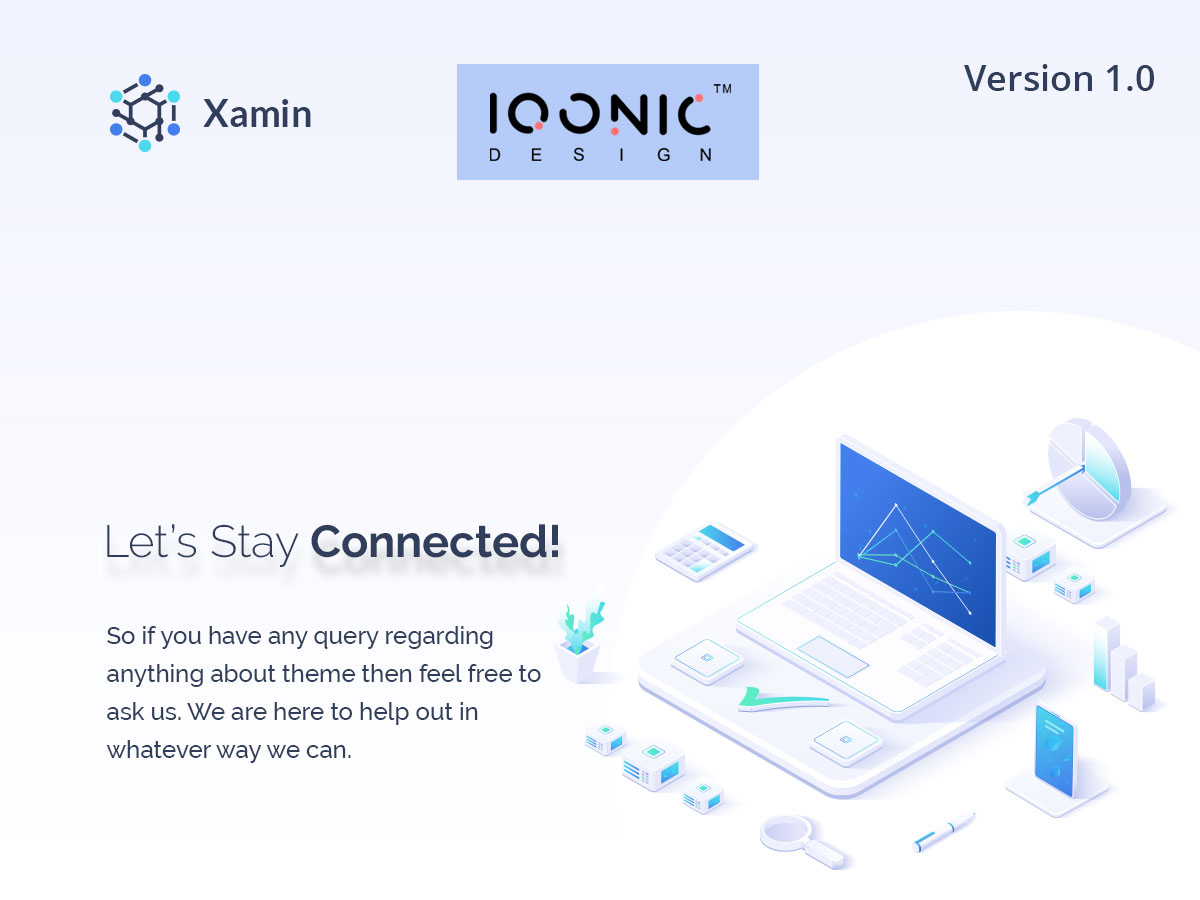 Xamin
IQONIC™
DESIGN
Version 1.0
Let's Stay Connected!
So if you have any query regarding
anything about theme then feel free to
ask us. We are here to help out in
whatever way we can.